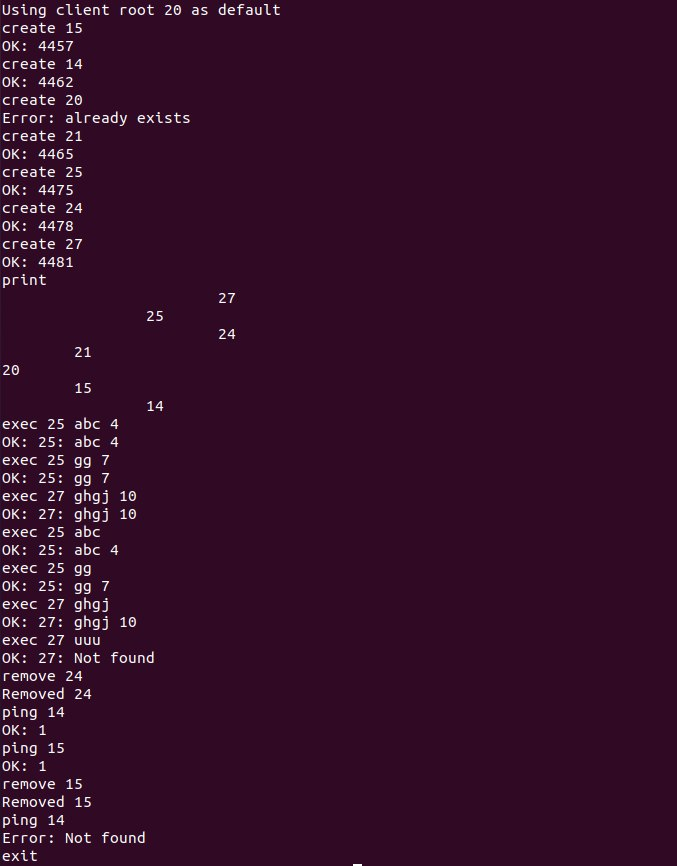 Using client root 20 as default
create 15
OK: 4457
create 14
OK: 4462
create 20
Error: already exists
create 21
OK: 4465
create 25
OK: 4475
create 24
OK: 4478
create 27
OK: 4481
print
                        27
                25
                        24
        21
20
        15
                14
exec 25 abc 4
OK: 25: abc 4
exec 25 gg 7
OK: 25: gg 7
exec 27 ghgj 10
OK: 27: ghgj 10
exec 25 abc
OK: 25: abc 4
exec 25 gg
OK: 25: gg 7
exec 27 ghgj
OK: 27: ghgj 10
exec 27 uuu
OK: 27: Not found
remove 24
Removed 24
ping 14
OK: 1
ping 15
OK: 1
remove 15
Removed 15
ping 14
Error: Not found
exit